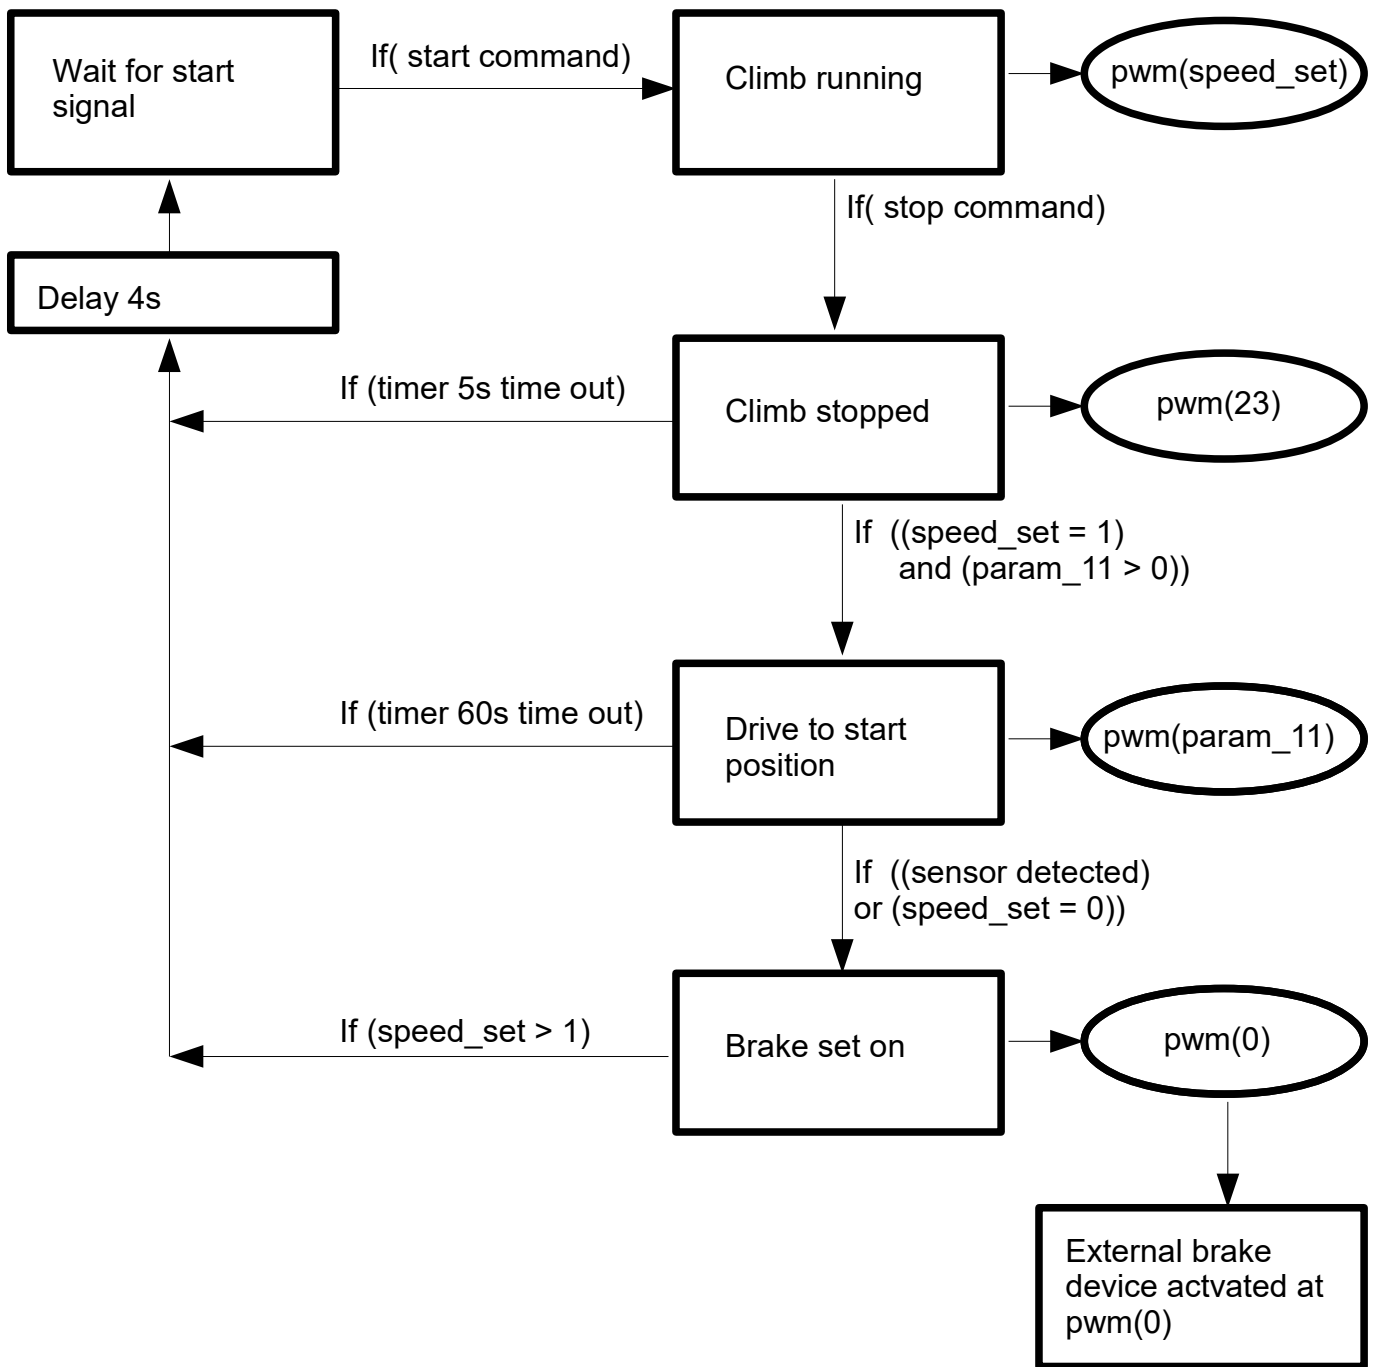 Wait for start
signal
If( start command)
Climb running
pwm(speed_set)
If( stop command)
Delay 4s
If (timer 5s time out)
Climb stopped
pwm(23)
If  ((speed_set = 1)
and (param_11 > 0))
If (timer 60s time out)
Drive to start
position
pwm(param_11)
If  ((sensor detected)
or (speed_set = 0))
If (speed_set > 1)
Brake set on
pwm(0)
External brake
device actvated at
pwm(0)